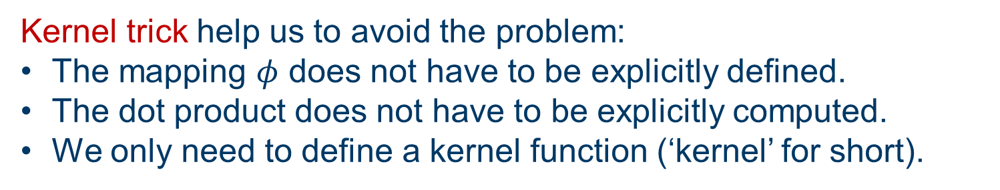 Kernel trick help us to avoid the problem:
• The mapping 𝜙 does not have to be explicitly defined.
• The dot product does not have to be explicitly computed.
• We only need to define a kernel function (‘kernel’ for short).